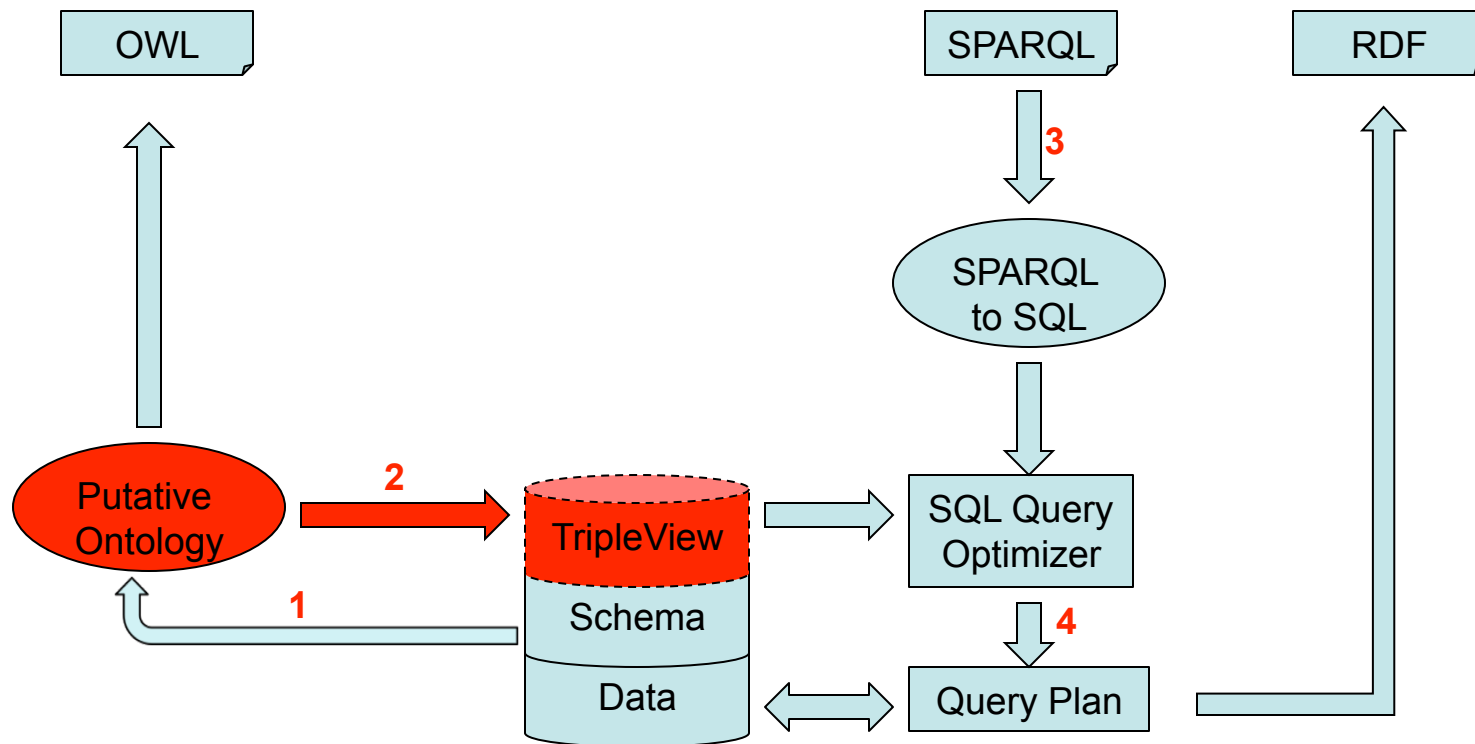 OWL
SPARQL
RDF
3
SPARQL
to SQL
Putative
Ontology
2
TripleView
SQL Query
Optimizer
1
Schema
4
Data
Query Plan